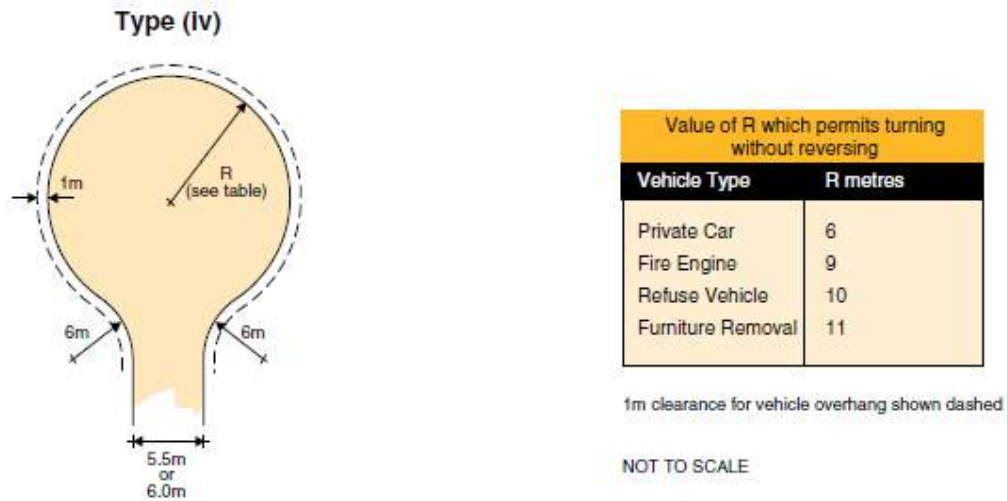 Type (iv)
1m
R
(see table)
6m
6m
5.5m
or
6.0m
Value of R which permits turning
without reversing
Vehicle Type R metres
Private Car 6
Fire Engine 9
Refuse Vehicle 10
Furniture Removal 11
1m clearance for vehicle overhang shown dashed
NOT TO SCALE